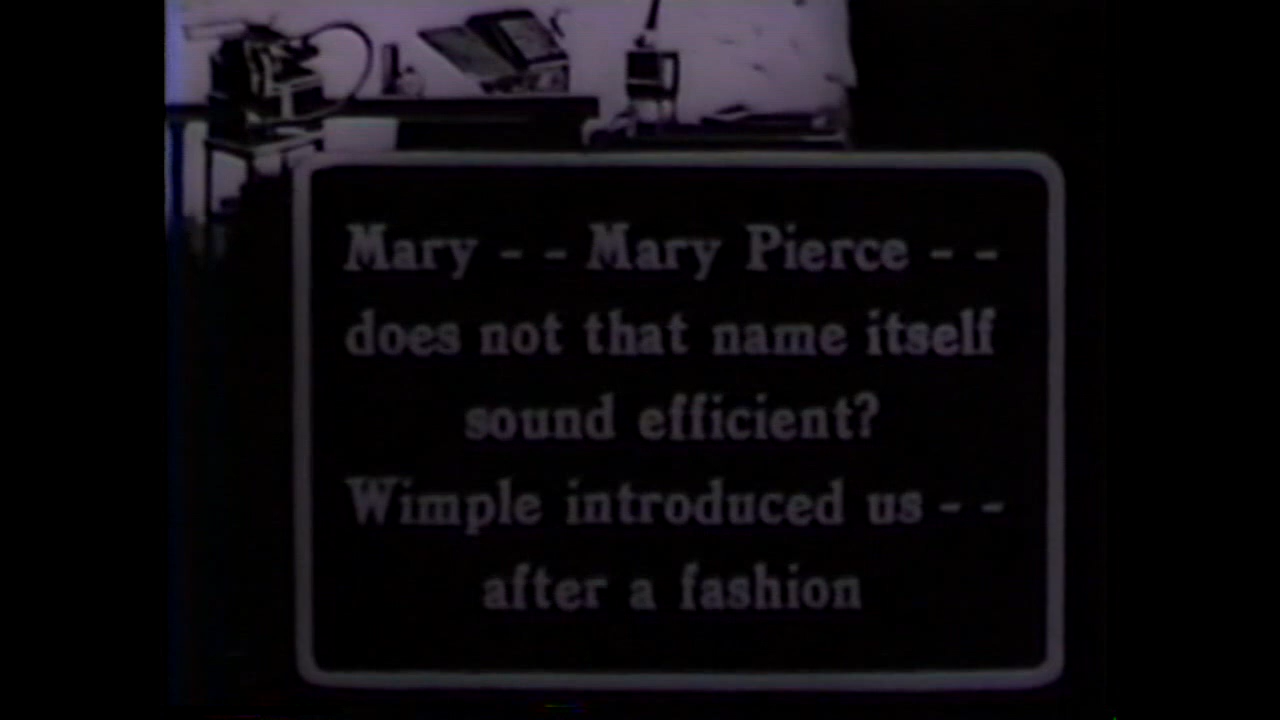 Mary - - Mary Pierce - -
does not that name itself
sound efficient?
Wimple introduced us - -
after a fashion